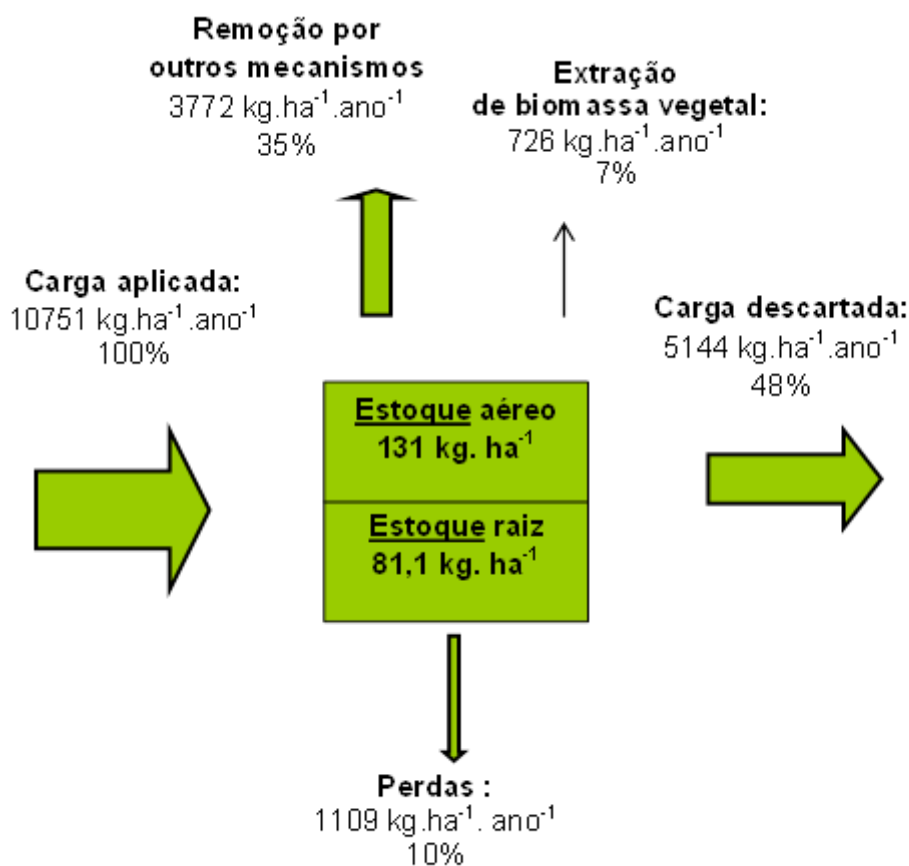 Remoção por
outros mecanismos
3772 kg.ha⁻¹.ano⁻¹
35%
Extração
de biomassa vegetal:
726 kg.ha⁻¹.ano⁻¹
7%
Carga aplicada:
10751 kg.ha⁻¹.ano⁻¹
100%
Carga descartada:
5144 kg.ha⁻¹.ano⁻¹
48%
Estoque aéreo
131 kg. ha⁻¹
Estoque raiz
81,1 kg. ha⁻¹
Perdas :
1109 kg.ha⁻¹. ano⁻¹
10%